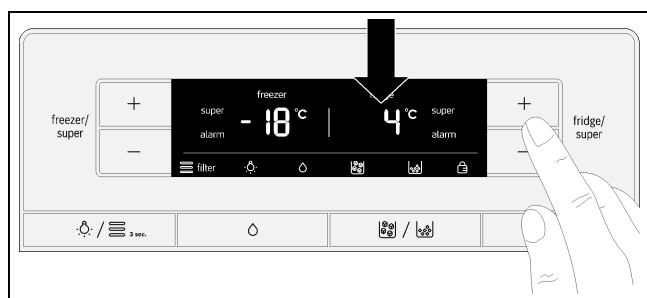 freezer
super
alarm
-18 °C
4 °C
super
alarm
filter
freezer/
super
+
−
+
−
fridge/
super
/ 3 sec.
/